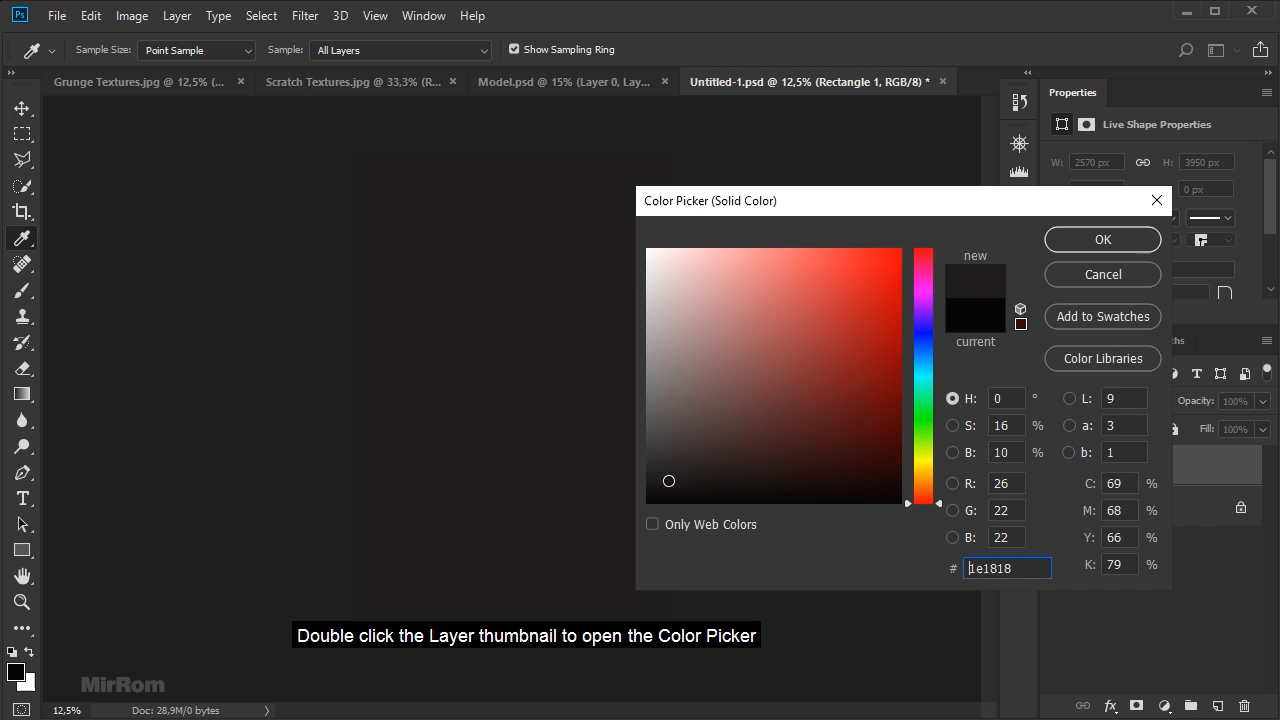 Ps File Edit Image Layer Type Select Filter 3D View Window Help
Sample Size: Point Sample Sample: All Layers Show Sampling Ring
Grunge Textures.jpg @ 12,5% (... Scratch Textures.jpg @ 33,3% (R... Model.psd @ 15% (Layer 0, Lay... Untitled-1.psd @ 12,5% (Rectangle 1, RGB/8) *
Properties
Live Shape Properties
W: 2570 px H: 3950 px
0 px
Color Picker (Solid Color)
OK
new
Cancel
Add to Swatches
current
Color Libraries
H: 0 ° L: 9
S: 16 % a: 3
B: 10 % b: 1
R: 26 C: 69 %
G: 22 M: 68 %
B: 22 Y: 66 %
# 1e1818 K: 79 %
Only Web Colors
Opacity: 100%
Fill: 100%
Double click the Layer thumbnail to open the Color Picker
MirRom
12,5% Doc: 28,9M/0 bytes
fx